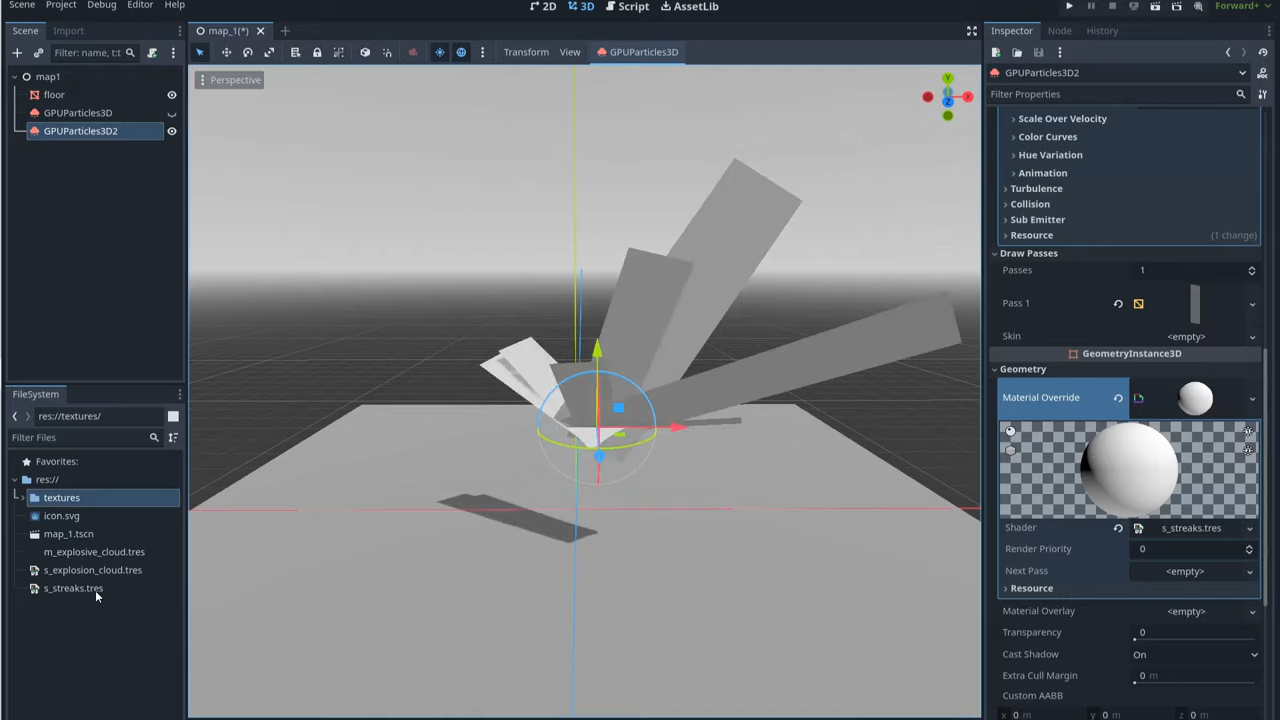 Scene Project Debug Editor Help
2D 3D Script AssetLib
Forward+
Scene Import
Filter: name, t:t
map1
floor
GPUParticles3D
GPUParticles3D2
FileSystem
res://textures/
Filter Files
Favorites:
res://
textures
icon.svg
map_1.tscn
m_explosive_cloud.tres
s_explosion_cloud.tres
s_streaks.tres
map_1(*)
Transform View GPUParticles3D
Perspective
Y
X
Z
Inspector Node History
GPUParticles3D2
Filter Properties
Scale Over Velocity
Color Curves
Hue Variation
Animation
Turbulence
Collision
Sub Emitter
Resource (1 change)
Draw Passes
Passes 1
Pass 1
Skin <empty>
GeometryInstance3D
Geometry
Material Override
Shader s_streaks.tres
Render Priority 0
Next Pass <empty>
Resource
Material Overlay <empty>
Transparency 0
Cast Shadow On
Extra Cull Margin 0 m
Custom AABB
x 0 m y 0 m z 0 m